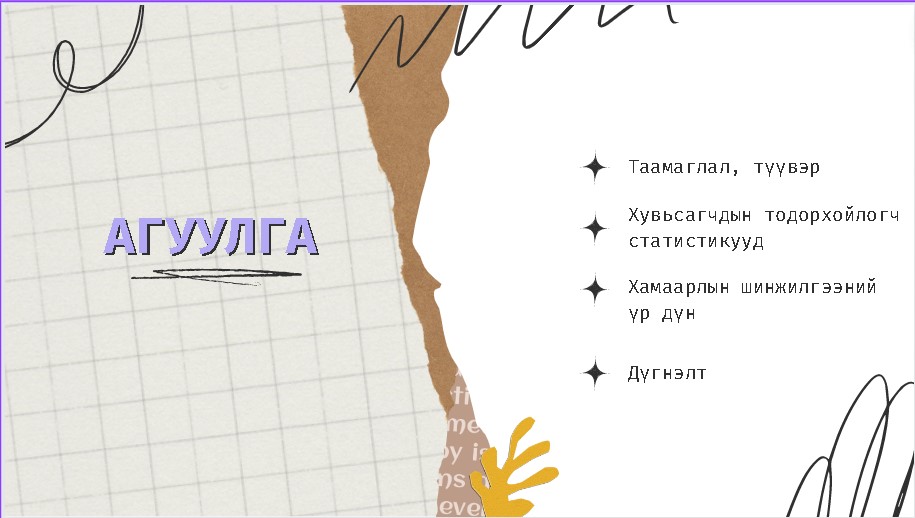 АГУУЛГА
Таамаглал, түүвэр
Хувьсагчдын тодорхойлогч
статистикууд
Хамаарлын шинжилгээний
үр дүн
Дүгнэлт